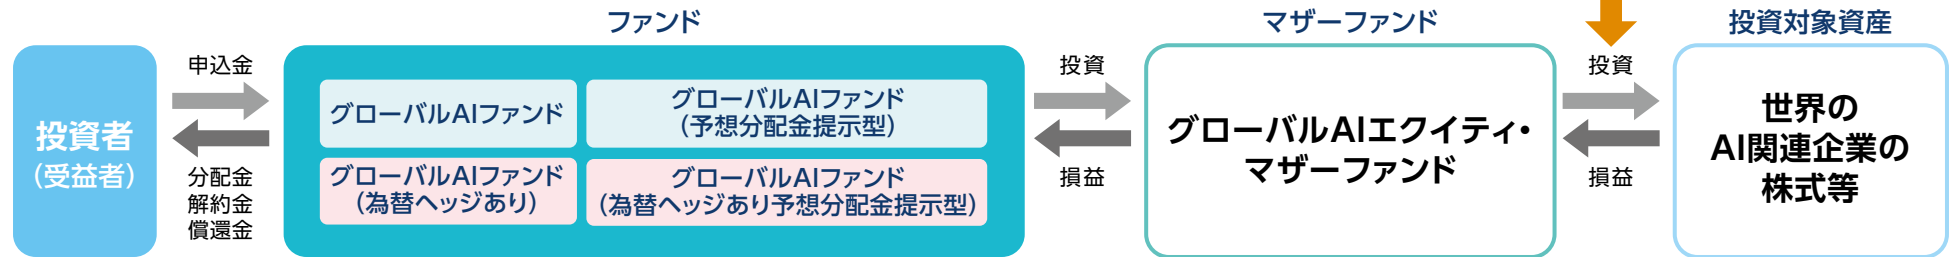 ファンド
マザーファンド
投資対象資産
投資者
（受益者）
申込金
分配金
解約金
償還金
グローバルAIファンド
グローバルAIファンド
（予想分配金提示型）
グローバルAIファンド
（為替ヘッジあり）
グローバルAIファンド
（為替ヘッジあり予想分配金提示型）
投資
損益
グローバルAIエクイティ・
マザーファンド
投資
損益
世界の
AI関連企業の
株式等